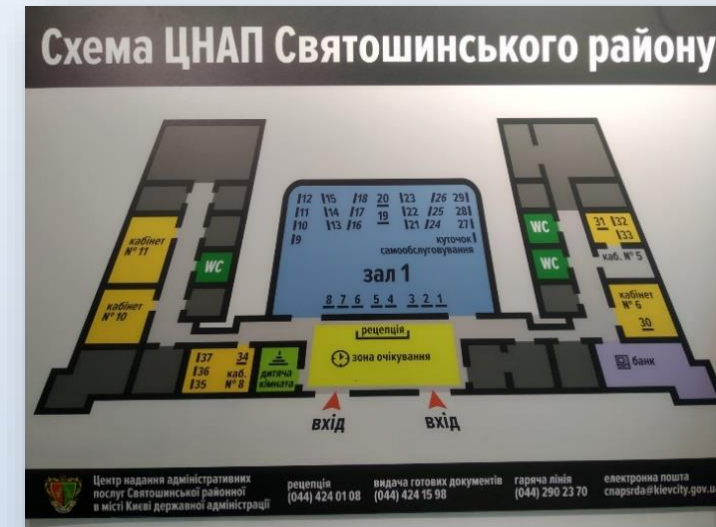 Схема ЦНАП Святошинського району
12 15 18 20 23 26 29
11 14 17 19 22 25 28
10 13 16 21 24 27
9 куточок
самообслуговування
зал 1
8 7 6 5 4 3 2 1
рецепція
зона очікування
вхід
вхід
кабінет
№ 11
кабінет
№ 10
WC
37 34
36 каб.
35 № 8
дитяча
кімната
WC
WC
31 32
33
каб. № 5
кабінет
№ 6
30
банк
Центр надання адміністративних
послуг Святошинської районної
в місті Києві державної адміністрації
рецепція
(044) 424 01 08
видача готових документів
(044) 424 15 98
гаряча лінія
(044) 290 23 70
електронна пошта
cnapsrda@kievcity.gov.u